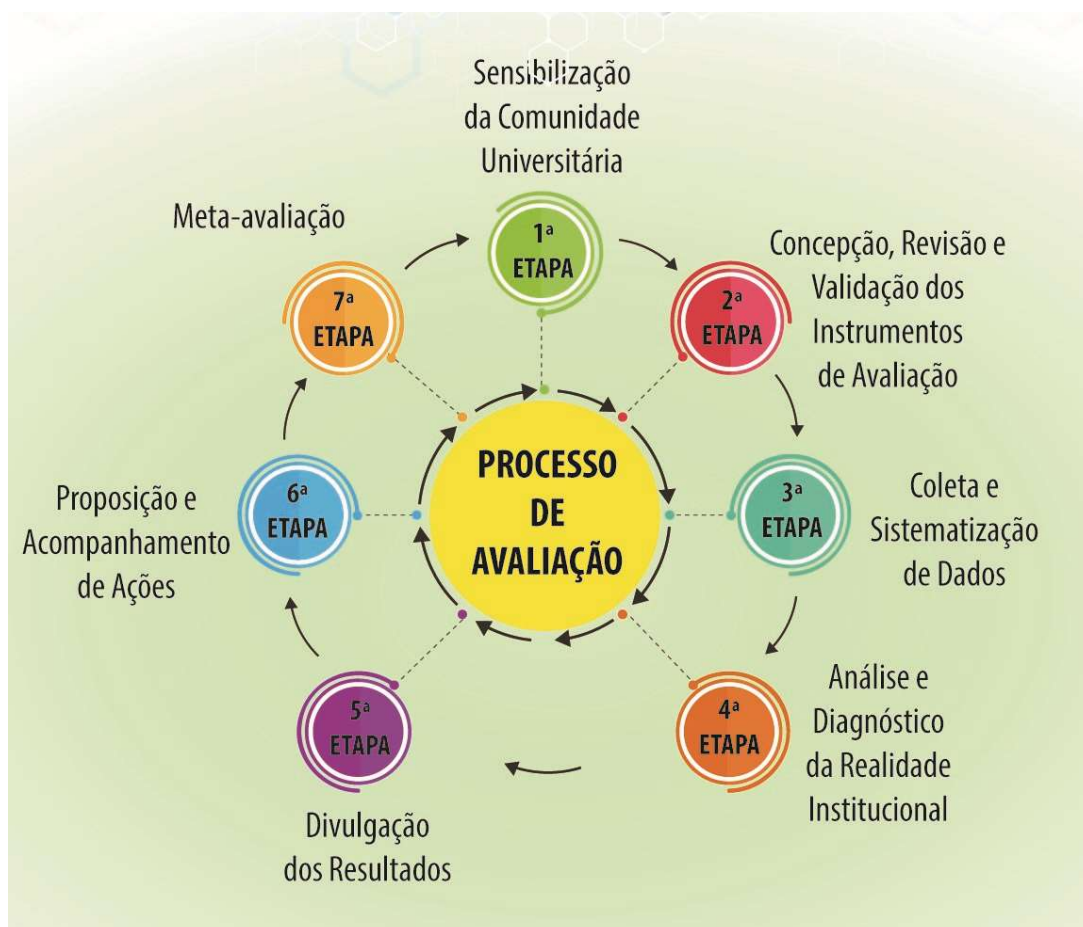 Sensibilização
da Comunidade
Universitária
1ª
ETAPA
Concepção, Revisão e
Validação dos
Instrumentos
de Avaliação
2ª
ETAPA
Coleta e
Sistematização
de Dados
3ª
ETAPA
Análise e
Diagnóstico
da Realidade
Institucional
4ª
ETAPA
Divulgação
dos Resultados
5ª
ETAPA
Proposição e
Acompanhamento
de Ações
6ª
ETAPA
Meta-avaliação
7ª
ETAPA
PROCESSO
DE
AVALIAÇÃO